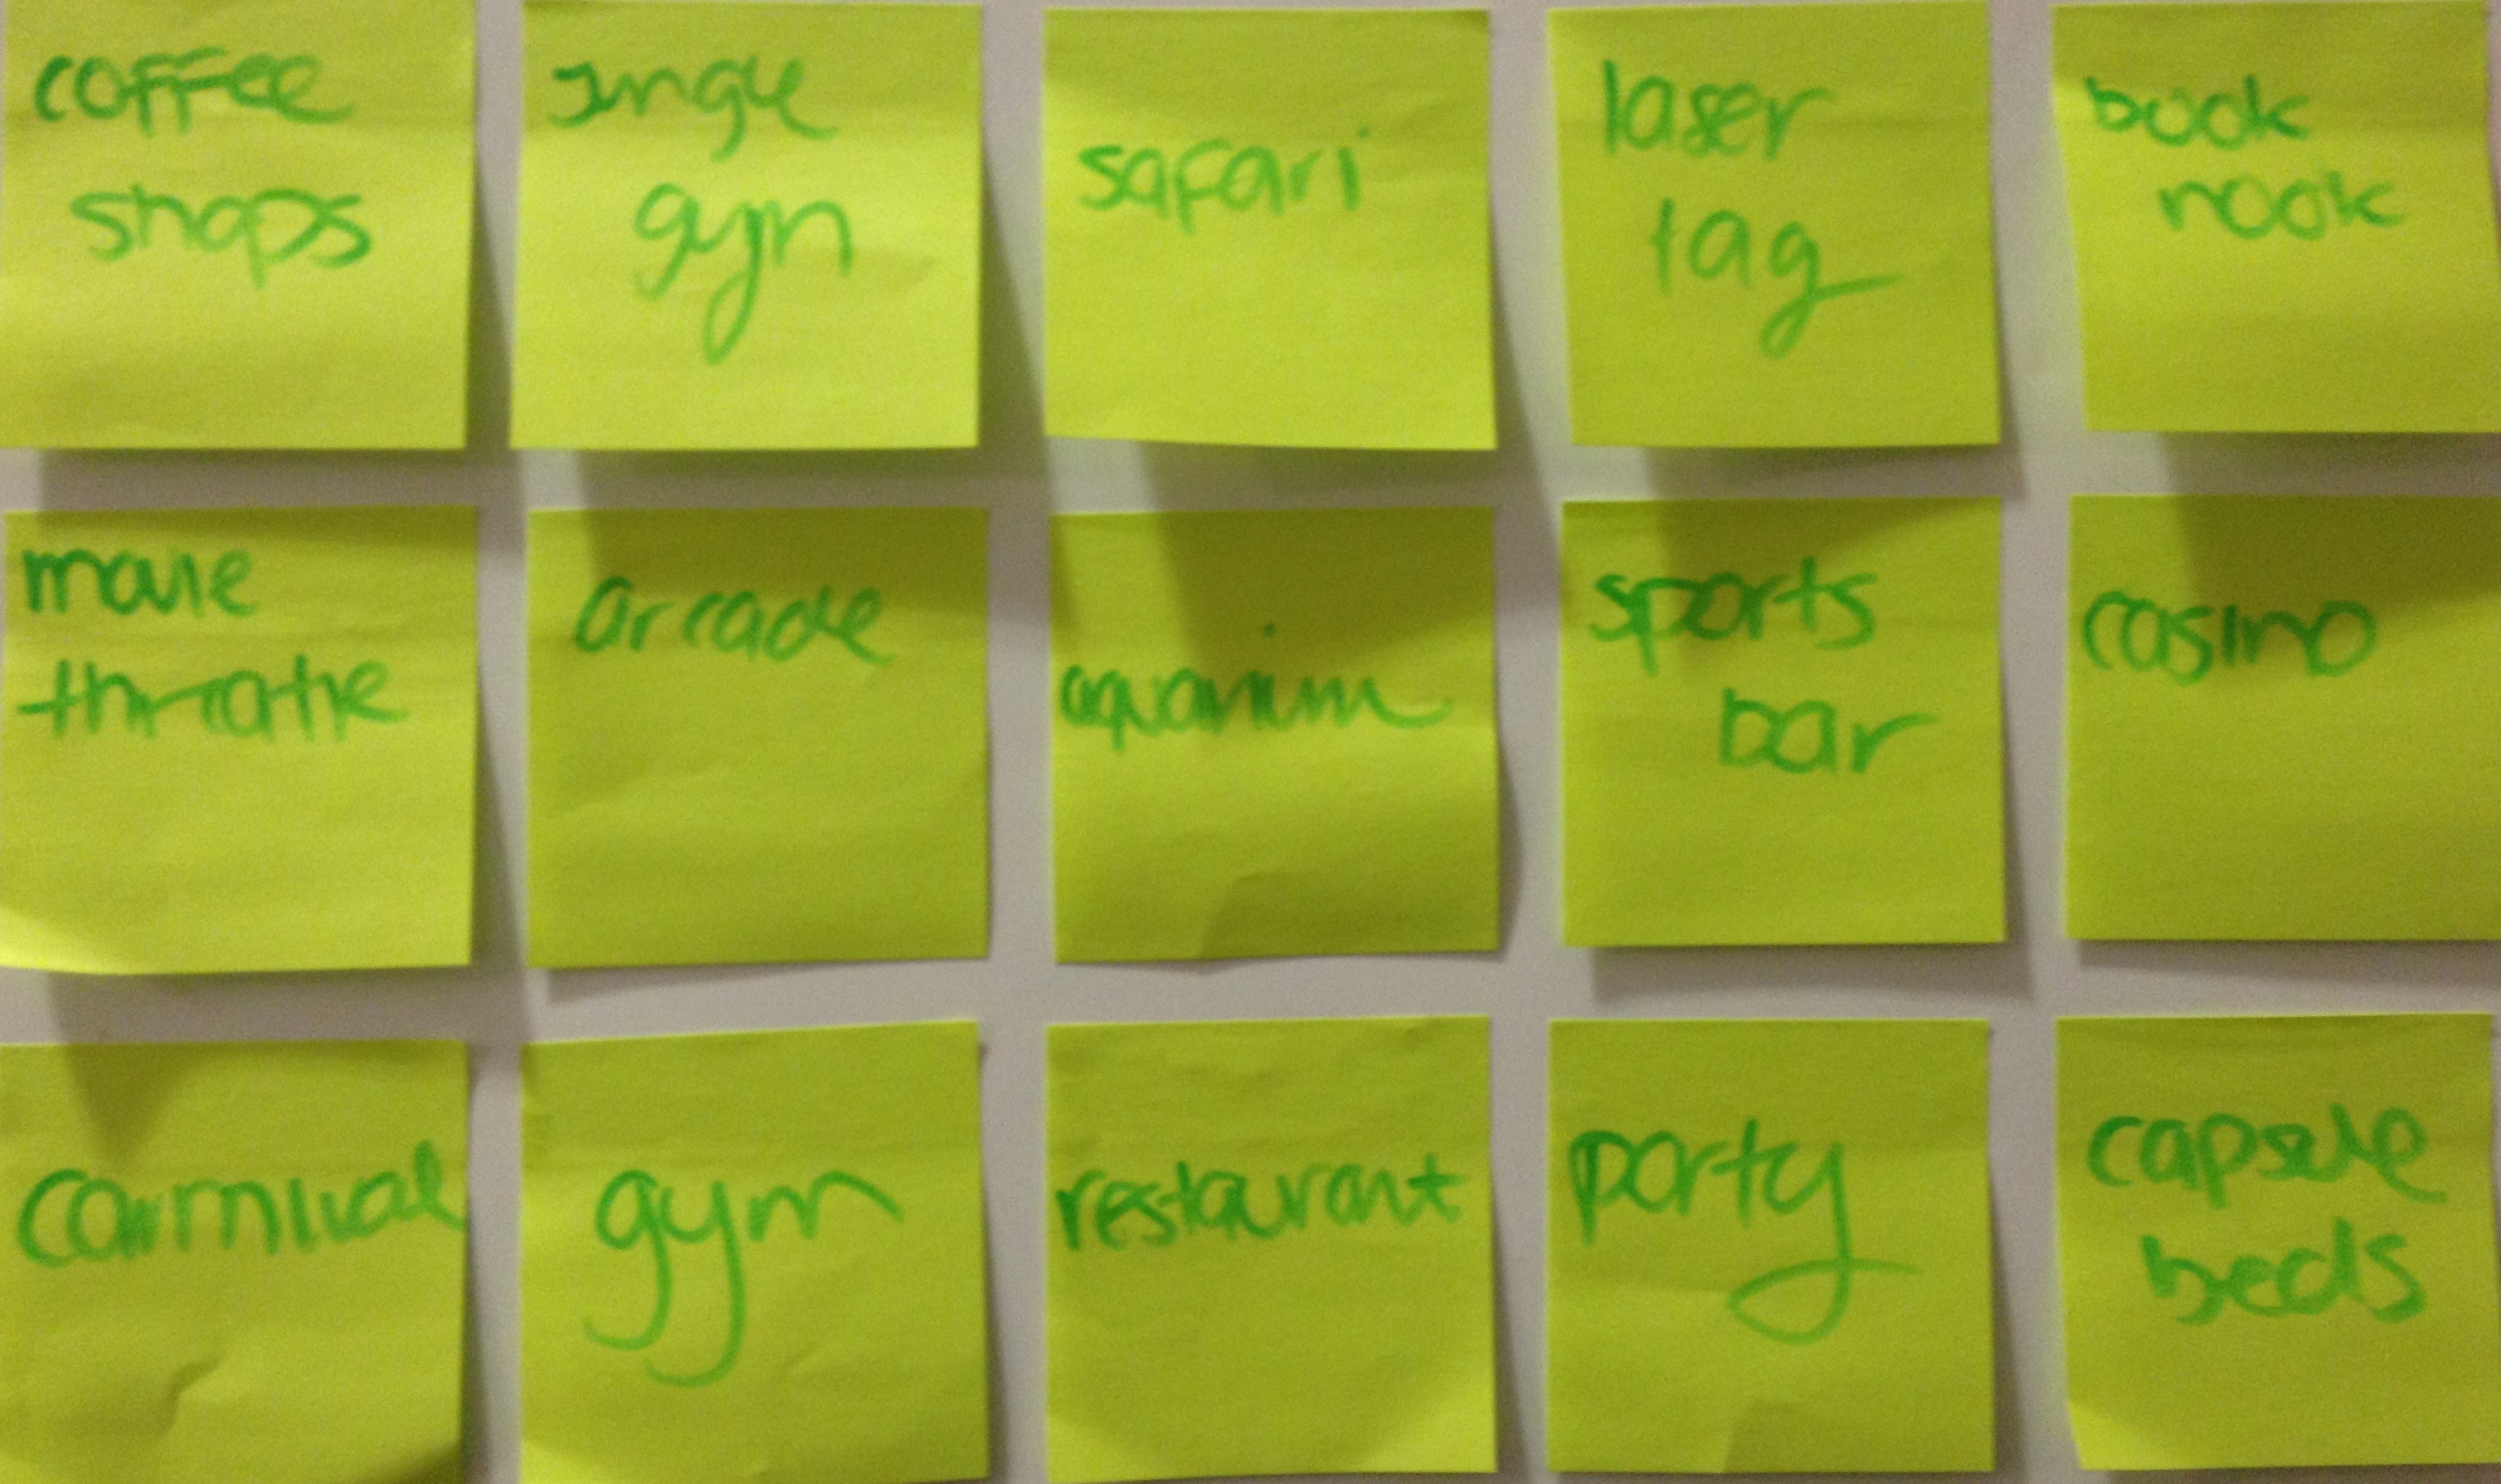 coffee
shops
Jungle
gym
safari
laser
tag
book
nook
movie
arcade
aquarium
sports
bar
casino
carnival
gym
restaurant
party
capsule
beds